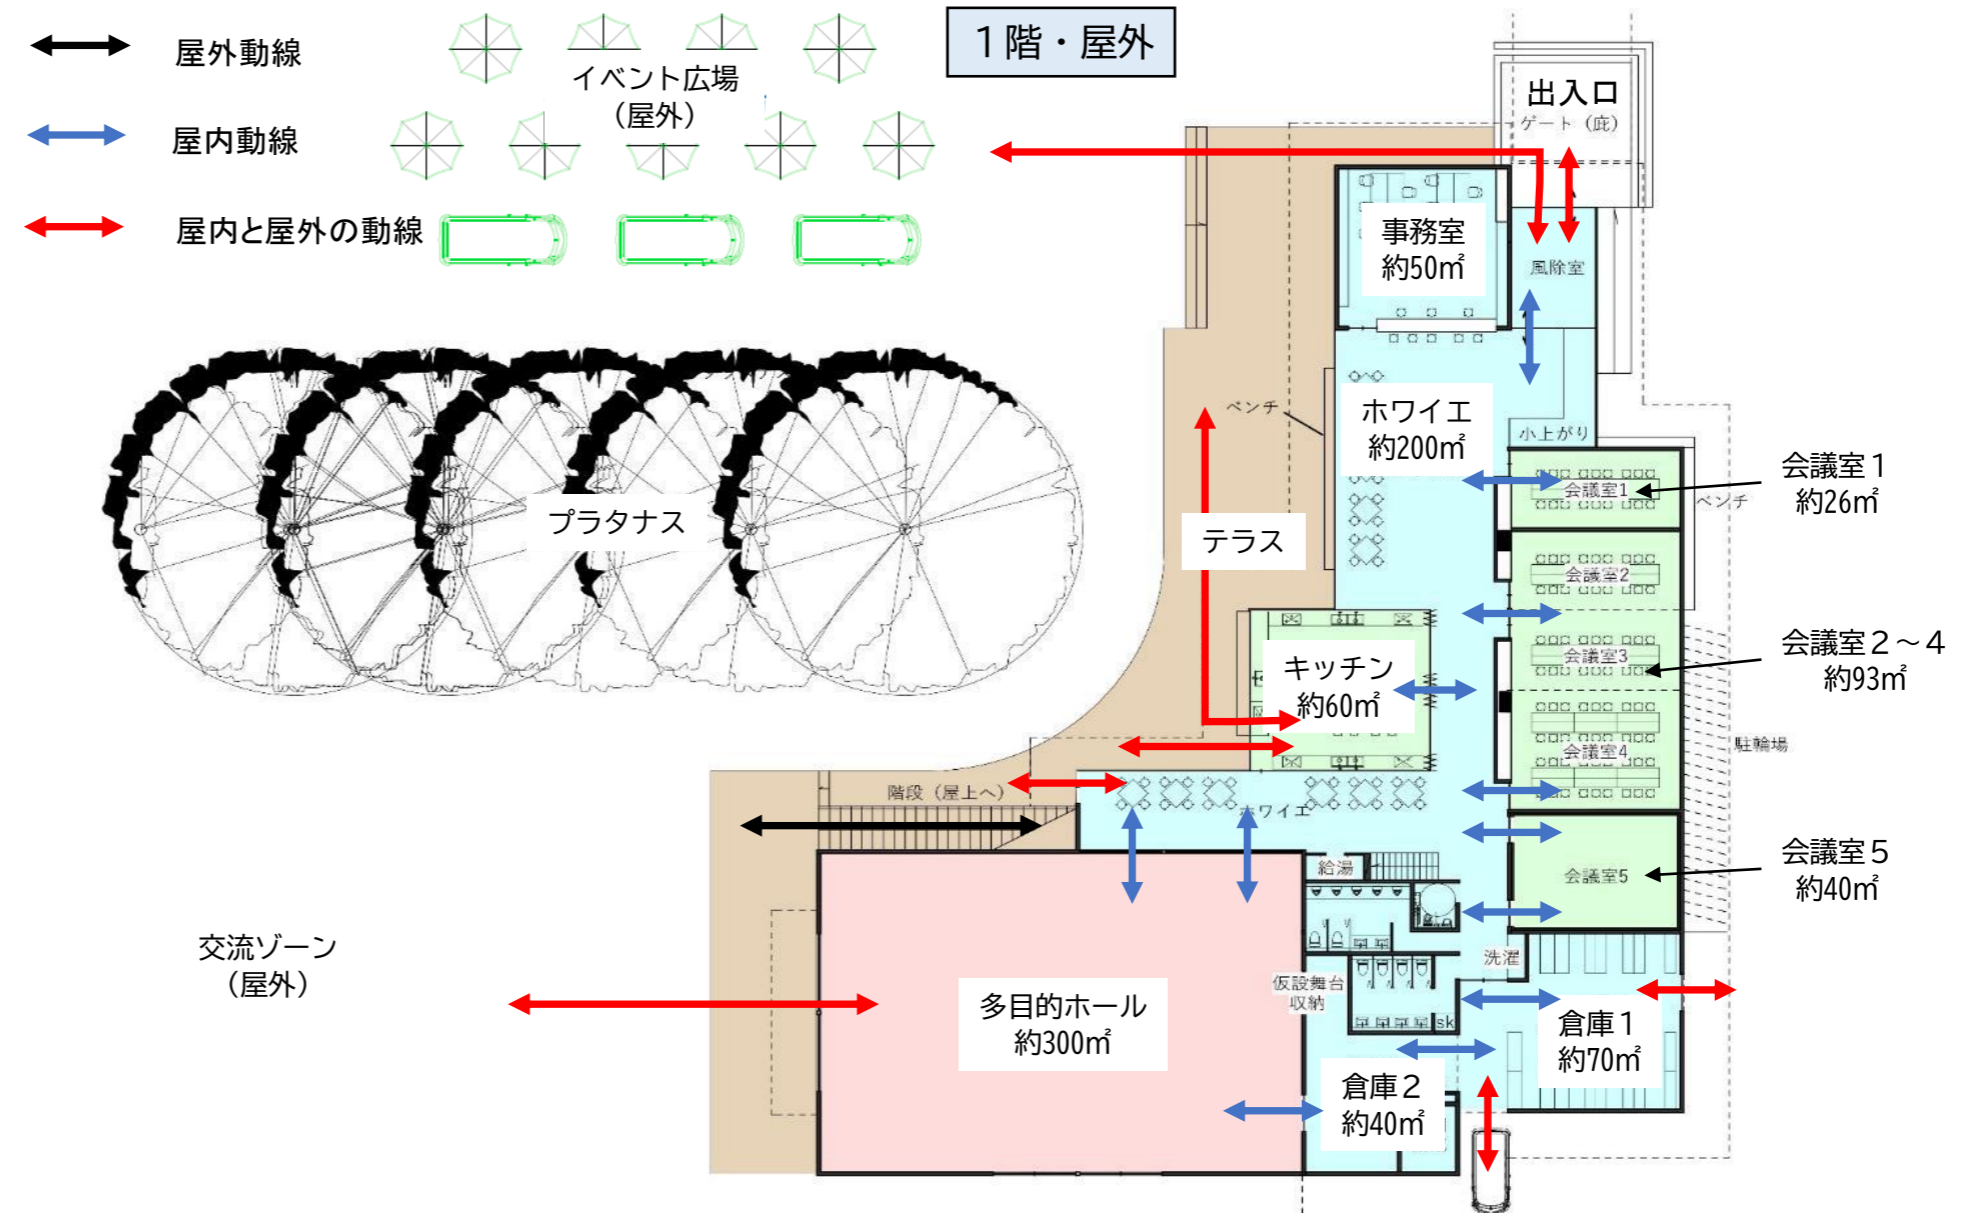 屋外動線
屋内動線
屋内と屋外の動線
イベント広場
（屋外）
１階・屋外
出入口
ゲート（庇）
事務室
約50㎡
風除室
ベンチ
ホワイエ
約200㎡
小上がり
会議室1
会議室１
約26㎡
ベンチ
プラタナス
テラス
会議室2
会議室3
会議室２～４
約93㎡
キッチン
約60㎡
会議室4
駐輪場
階段（屋上へ）
ホワイエ
給湯
会議室5
会議室５
約40㎡
交流ゾーン
（屋外）
洗濯
仮設舞台
収納
多目的ホール
約300㎡
sk
倉庫１
約70㎡
倉庫２
約40㎡